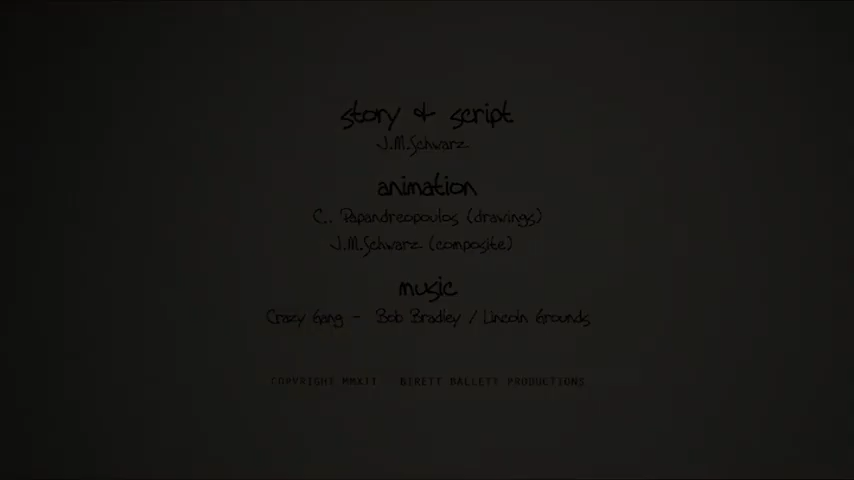 story & script
J.M.Schwarz
animation
C.. Papandreopoulos (drawings)
J.M.Schwarz (composite)
music
Crazy Gang - Bob Bradley / Lincoln Grounds
COPYRIGHT MMXII BIRETT BALLETT PRODUCTIONS